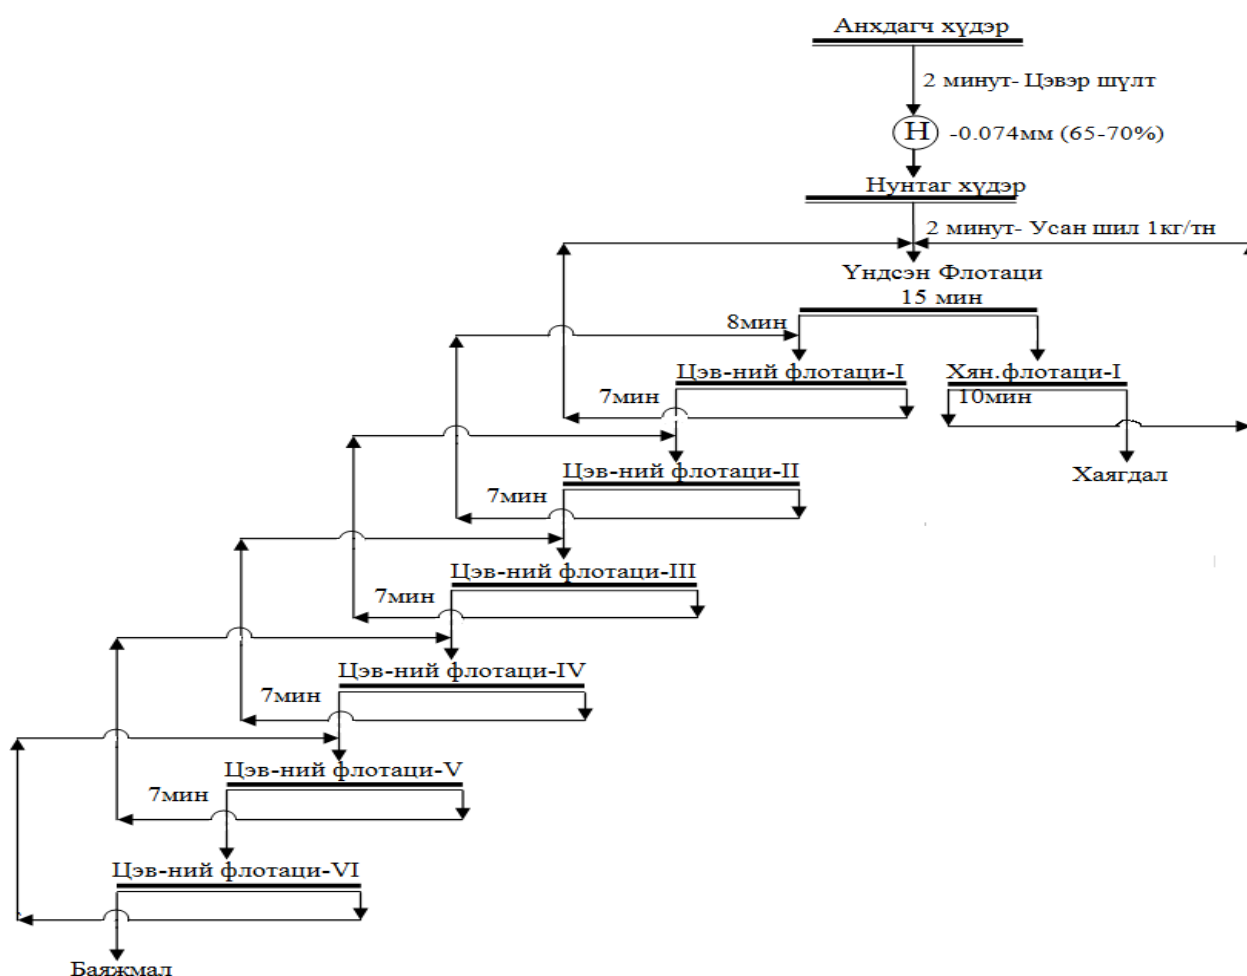 Анхдагч хүдэр
2 минут- Цэвэр шүлт
Н
-0.074мм (65-70%)
Нунтаг хүдэр
2 минут- Усан шил 1кг/тн
Үндсэн Флотаци
15 мин
8мин
Цэв-ний флотаци-I
Хян.флотаци-I
7мин
10мин
Цэв-ний флотаци-II
Хаягдал
7мин
Цэв-ний флотаци-III
7мин
Цэв-ний флотаци-IV
7мин
Цэв-ний флотаци-V
7мин
Цэв-ний флотаци-VI
Баяжмал